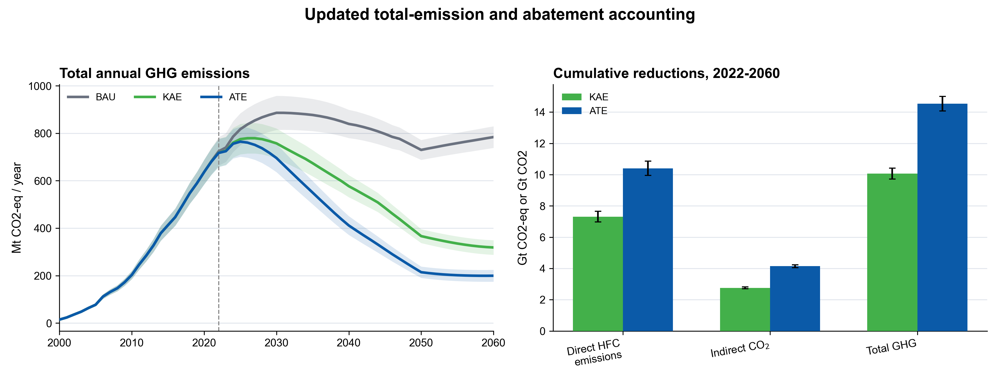 Updated total-emission and abatement accounting
Total annual GHG emissions
BAU
KAE
ATE
Mt CO2-eq / year
1000
800
600
400
200
0
2000
2010
2020
2030
2040
2050
2060
Cumulative reductions, 2022-2060
KAE
ATE
Gt CO2-eq or Gt CO2
14
12
10
8
6
4
2
0
Direct HFC
emissions
Indirect CO₂
Total GHG